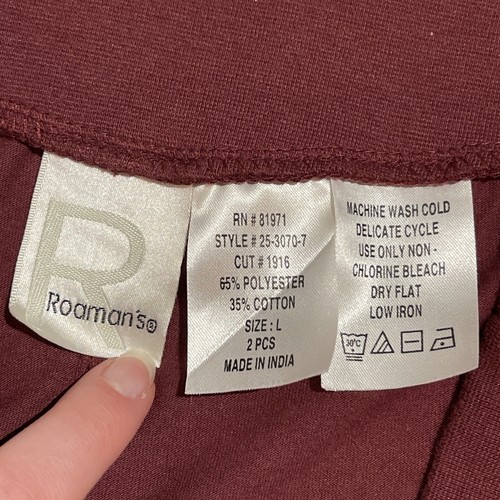 R
Roaman's®
RN # 81971
STYLE # 25-3070-7
CUT # 1916
65% POLYESTER
35% COTTON
SIZE : L
2 PCS
MADE IN INDIA
MACHINE WASH COLD
DELICATE CYCLE
USE ONLY NON -
CHLORINE BLEACH
DRY FLAT
LOW IRON
30°C